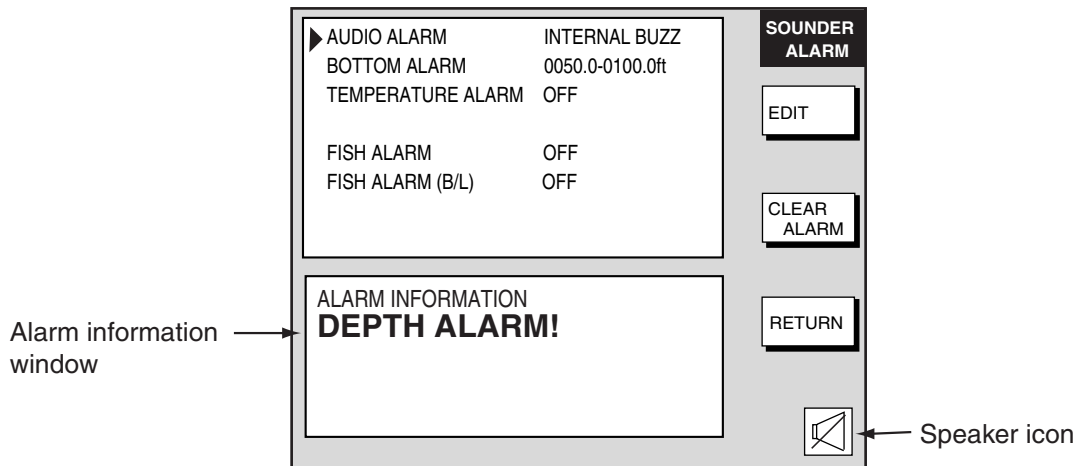 AUDIO ALARM INTERNAL BUZZ
BOTTOM ALARM 0050.0-0100.0ft
TEMPERATURE ALARM OFF
FISH ALARM OFF
FISH ALARM (B/L) OFF
SOUNDER
ALARM
EDIT
CLEAR
ALARM
RETURN
ALARM INFORMATION
DEPTH ALARM!
Alarm information
window
Speaker icon